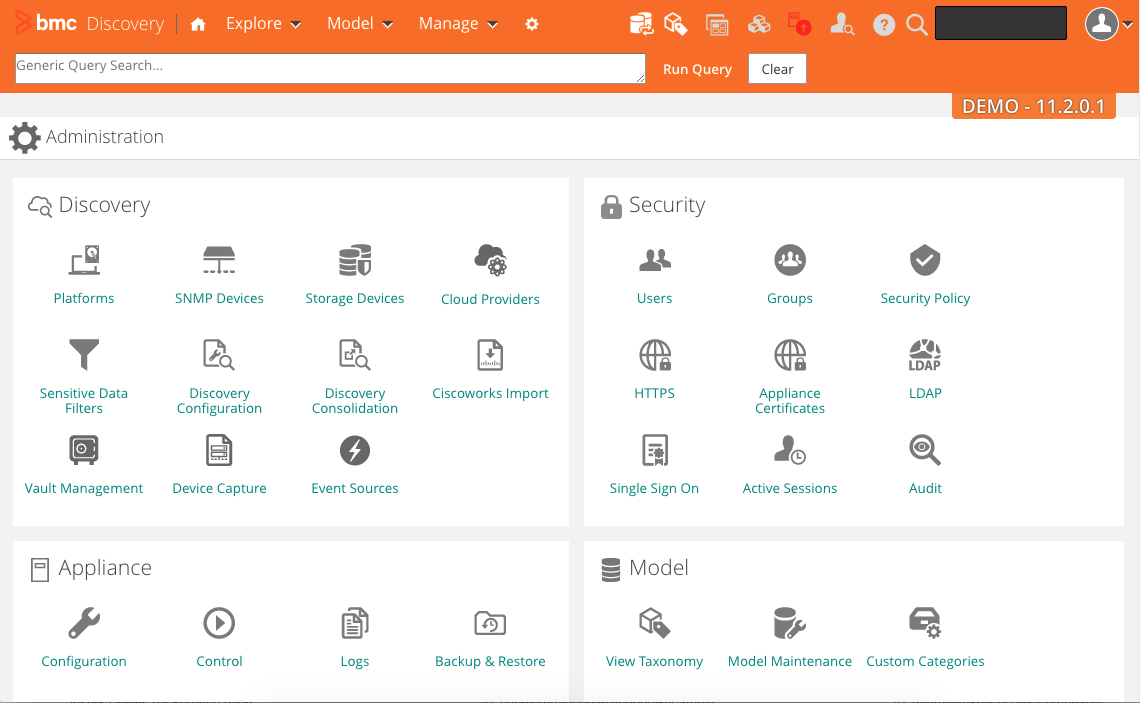 bmc Discovery
Explore
Model
Manage
Generic Query Search...
Run Query
Clear
DEMO - 11.2.0.1
Administration
Discovery
Platforms
SNMP Devices
Storage Devices
Cloud Providers
Sensitive Data
Filters
Discovery
Configuration
Discovery
Consolidation
Ciscoworks Import
Vault Management
Device Capture
Event Sources
Security
Users
Groups
Security Policy
HTTPS
Appliance
Certificates
LDAP
LDAP
Single Sign On
Active Sessions
Audit
Appliance
Configuration
Control
Logs
Backup & Restore
Model
View Taxonomy
Model Maintenance
Custom Categories